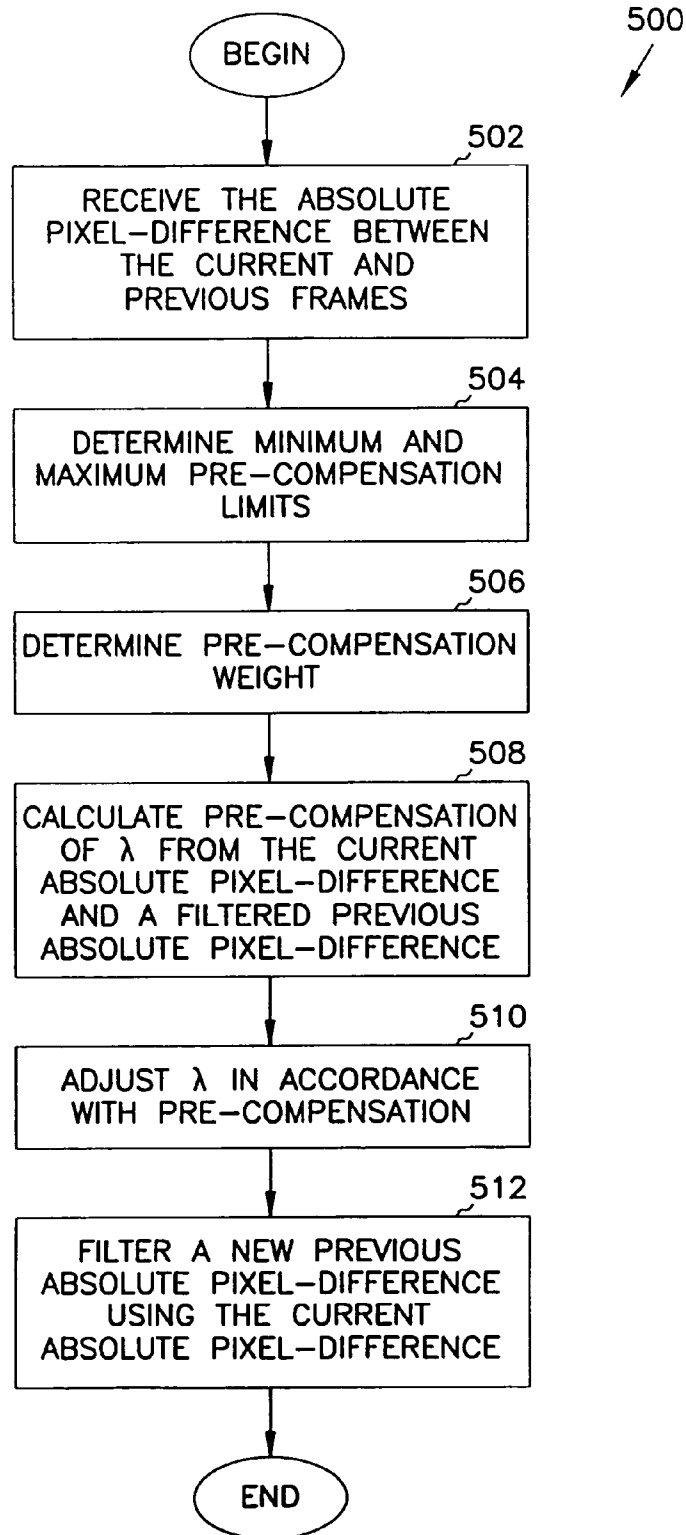 500
BEGIN
502
RECEIVE THE ABSOLUTE
PIXEL–DIFFERENCE BETWEEN
THE CURRENT AND
PREVIOUS FRAMES
504
DETERMINE MINIMUM AND
MAXIMUM PRE–COMPENSATION
LIMITS
506
DETERMINE PRE–COMPENSATION
WEIGHT
508
CALCULATE PRE–COMPENSATION
OF λ FROM THE CURRENT
ABSOLUTE PIXEL–DIFFERENCE
AND A FILTERED PREVIOUS
ABSOLUTE PIXEL–DIFFERENCE
510
ADJUST λ IN ACCORDANCE
WITH PRE–COMPENSATION
512
FILTER A NEW PREVIOUS
ABSOLUTE PIXEL–DIFFERENCE
USING THE CURRENT
ABSOLUTE PIXEL–DIFFERENCE
END